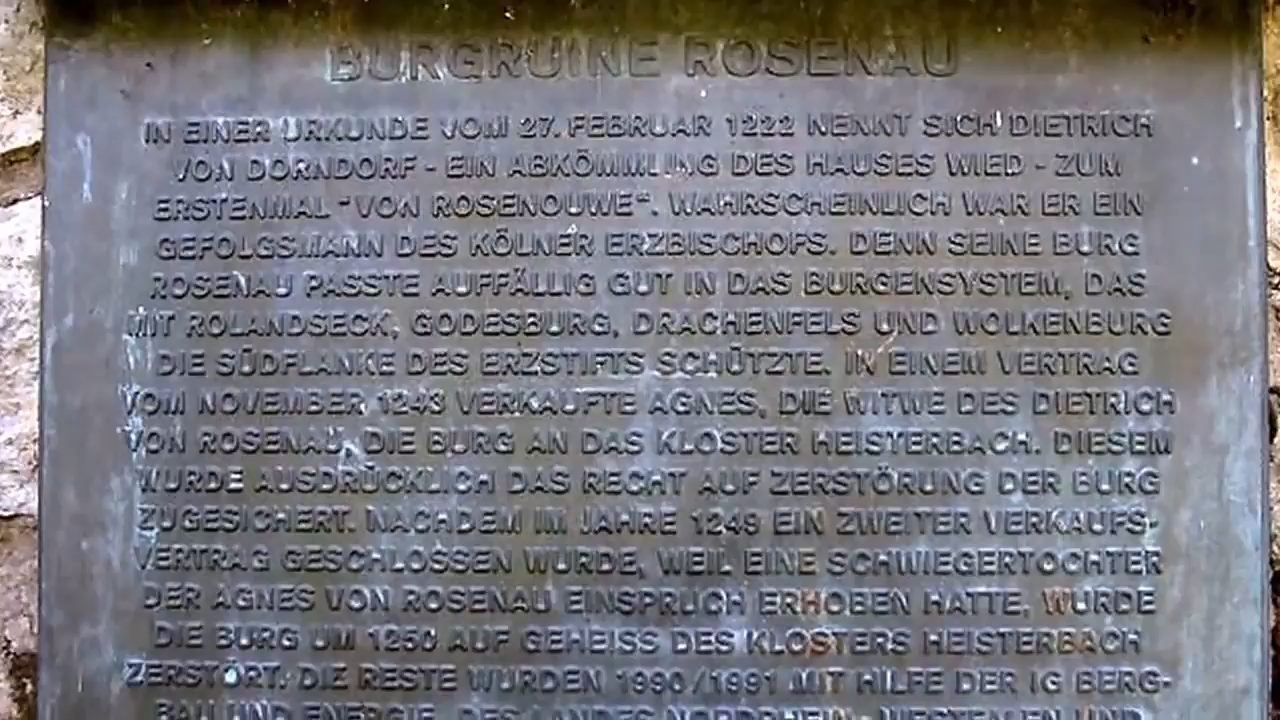 BURGRUINE ROSENAU
IN EINER URKUNDE VOM 27. FEBRUAR 1222 NENNT SICH DIETRICH
VON DORNDORF - EIN ABKÖMMLING DES HAUSES WIED - ZUM
ERSTENMAL "VON ROSENOUWE". WAHRSCHEINLICH WAR ER EIN
GEFOLGSMANN DES KÖLNER ERZBISCHOFS. DENN SEINE BURG
ROSENAU PASSTE AUFFÄLLIG GUT IN DAS BURGENSYSTEM, DAS
MIT ROLANDSECK, GODESBURG, DRACHENFELS UND WOLKENBURG
DIE SÜDFLANKE DES ERZSTIFTS SCHÜTZTE. IN EINEM VERTRAG
VOM NOVEMBER 1243 VERKAUFTE AGNES, DIE WITWE DES DIETRICH
VON ROSENAU, DIE BURG AN DAS KLOSTER HEISTERBACH. DIESEM
WURDE AUSDRÜCKLICH DAS RECHT AUF ZERSTÖRUNG DER BURG
ZUGESICHERT. NACHDEM IM JAHRE 1249 EIN ZWEITER VERKAUFS-
VERTRAG GESCHLOSSEN WURDE, WEIL EINE SCHWIEGERTOCHTER
DER AGNES VON ROSENAU EINSPRUCH ERHOBEN HATTE, WURDE
DIE BURG UM 1250 AUF GEHEISS DES KLOSTERS HEISTERBACH
ZERSTÖRT. DIE RESTE WURDEN 1990/1991 MIT HILFE DER IG BERG-
BAU UND ENERGIE, DES LANDES NORDRHEIN-WESTFALEN UND